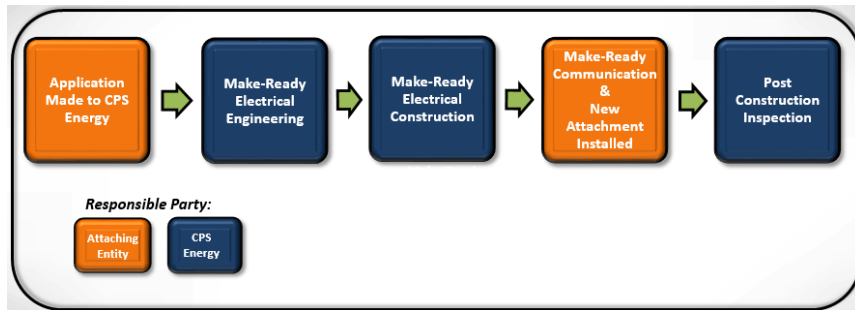 Application
Made to CPS
Energy
Make-Ready
Electrical
Engineering
Make-Ready
Electrical
Construction
Make-Ready
Communication
&
New
Attachment
Installed
Post
Construction
Inspection
Responsible Party:
Attaching
Entity
CPS
Energy